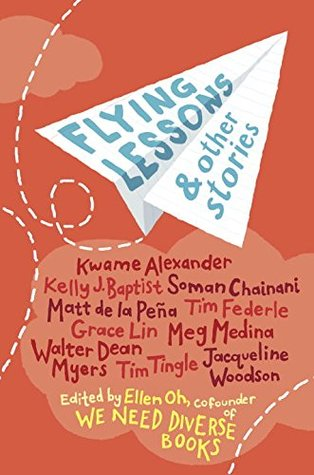 FLYING
LESSONS
& other
stories
Kwame Alexander
Kelly J. Baptist Soman Chainani
Matt de la Peña Tim Federle
Grace Lin Meg Medina
Walter Dean Myers Tim Tingle Jacqueline Woodson
Edited by Ellen Oh, cofounder of
WE NEED DIVERSE
BOOKS